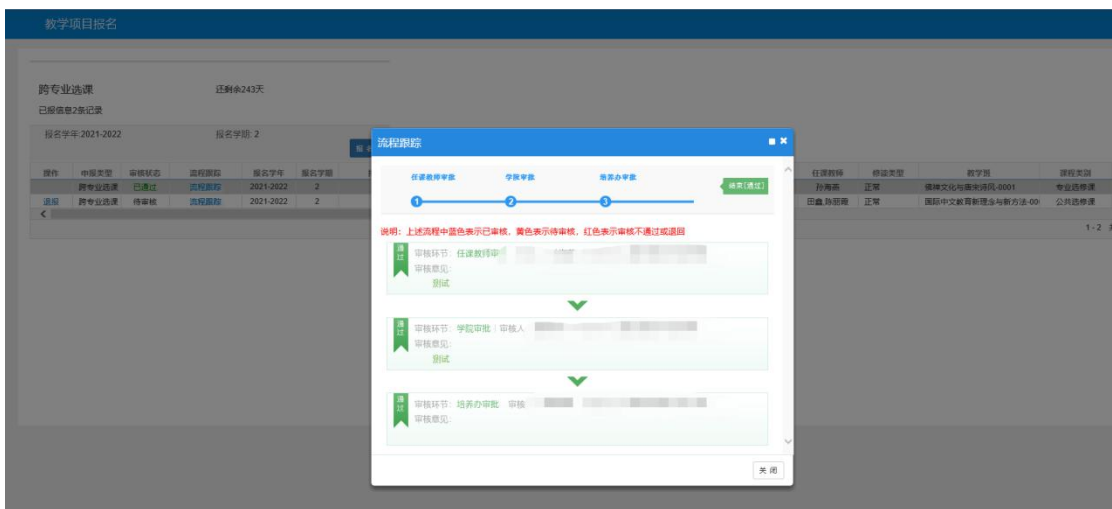 教学项目报名
跨专业选课 还剩余243天
已报信息2条记录
报名学年:2021-2022 报名学期: 2
报
操作 申报类型 审核状态 流程跟踪 报名学年 报名学期 任课教师 修读类型 教学班 课程类别
跨专业选课 已通过 流程跟踪 2021-2022 2 孙海燕 正常 佛禅文化与唐宋诗风-0001 专业选修课
退报 跨专业选课 待审核 流程跟踪 2021-2022 2 田鑫,陈丽霞 正常 国际中文教育新理念与新方法-00 公共选修课
1 - 2
流程跟踪
任课教师审批 学院审批 培养办审批 结束[通过]
1 2 3
说明：上述流程中蓝色表示已审核，黄色表示待审核，红色表示审核不通过或退回
通过 审核环节：任课教师审
审核意见：
测试
通过 审核环节：学院审批 审核人
审核意见：
测试
通过 审核环节：培养办审批 审核
审核意见：
关 闭